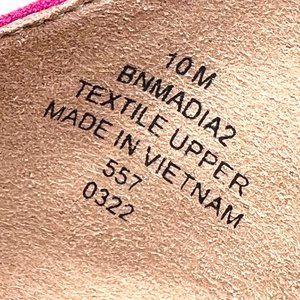 10 M
BNMADIA2
TEXTILE UPPER
MADE IN VIETNAM
557
0322